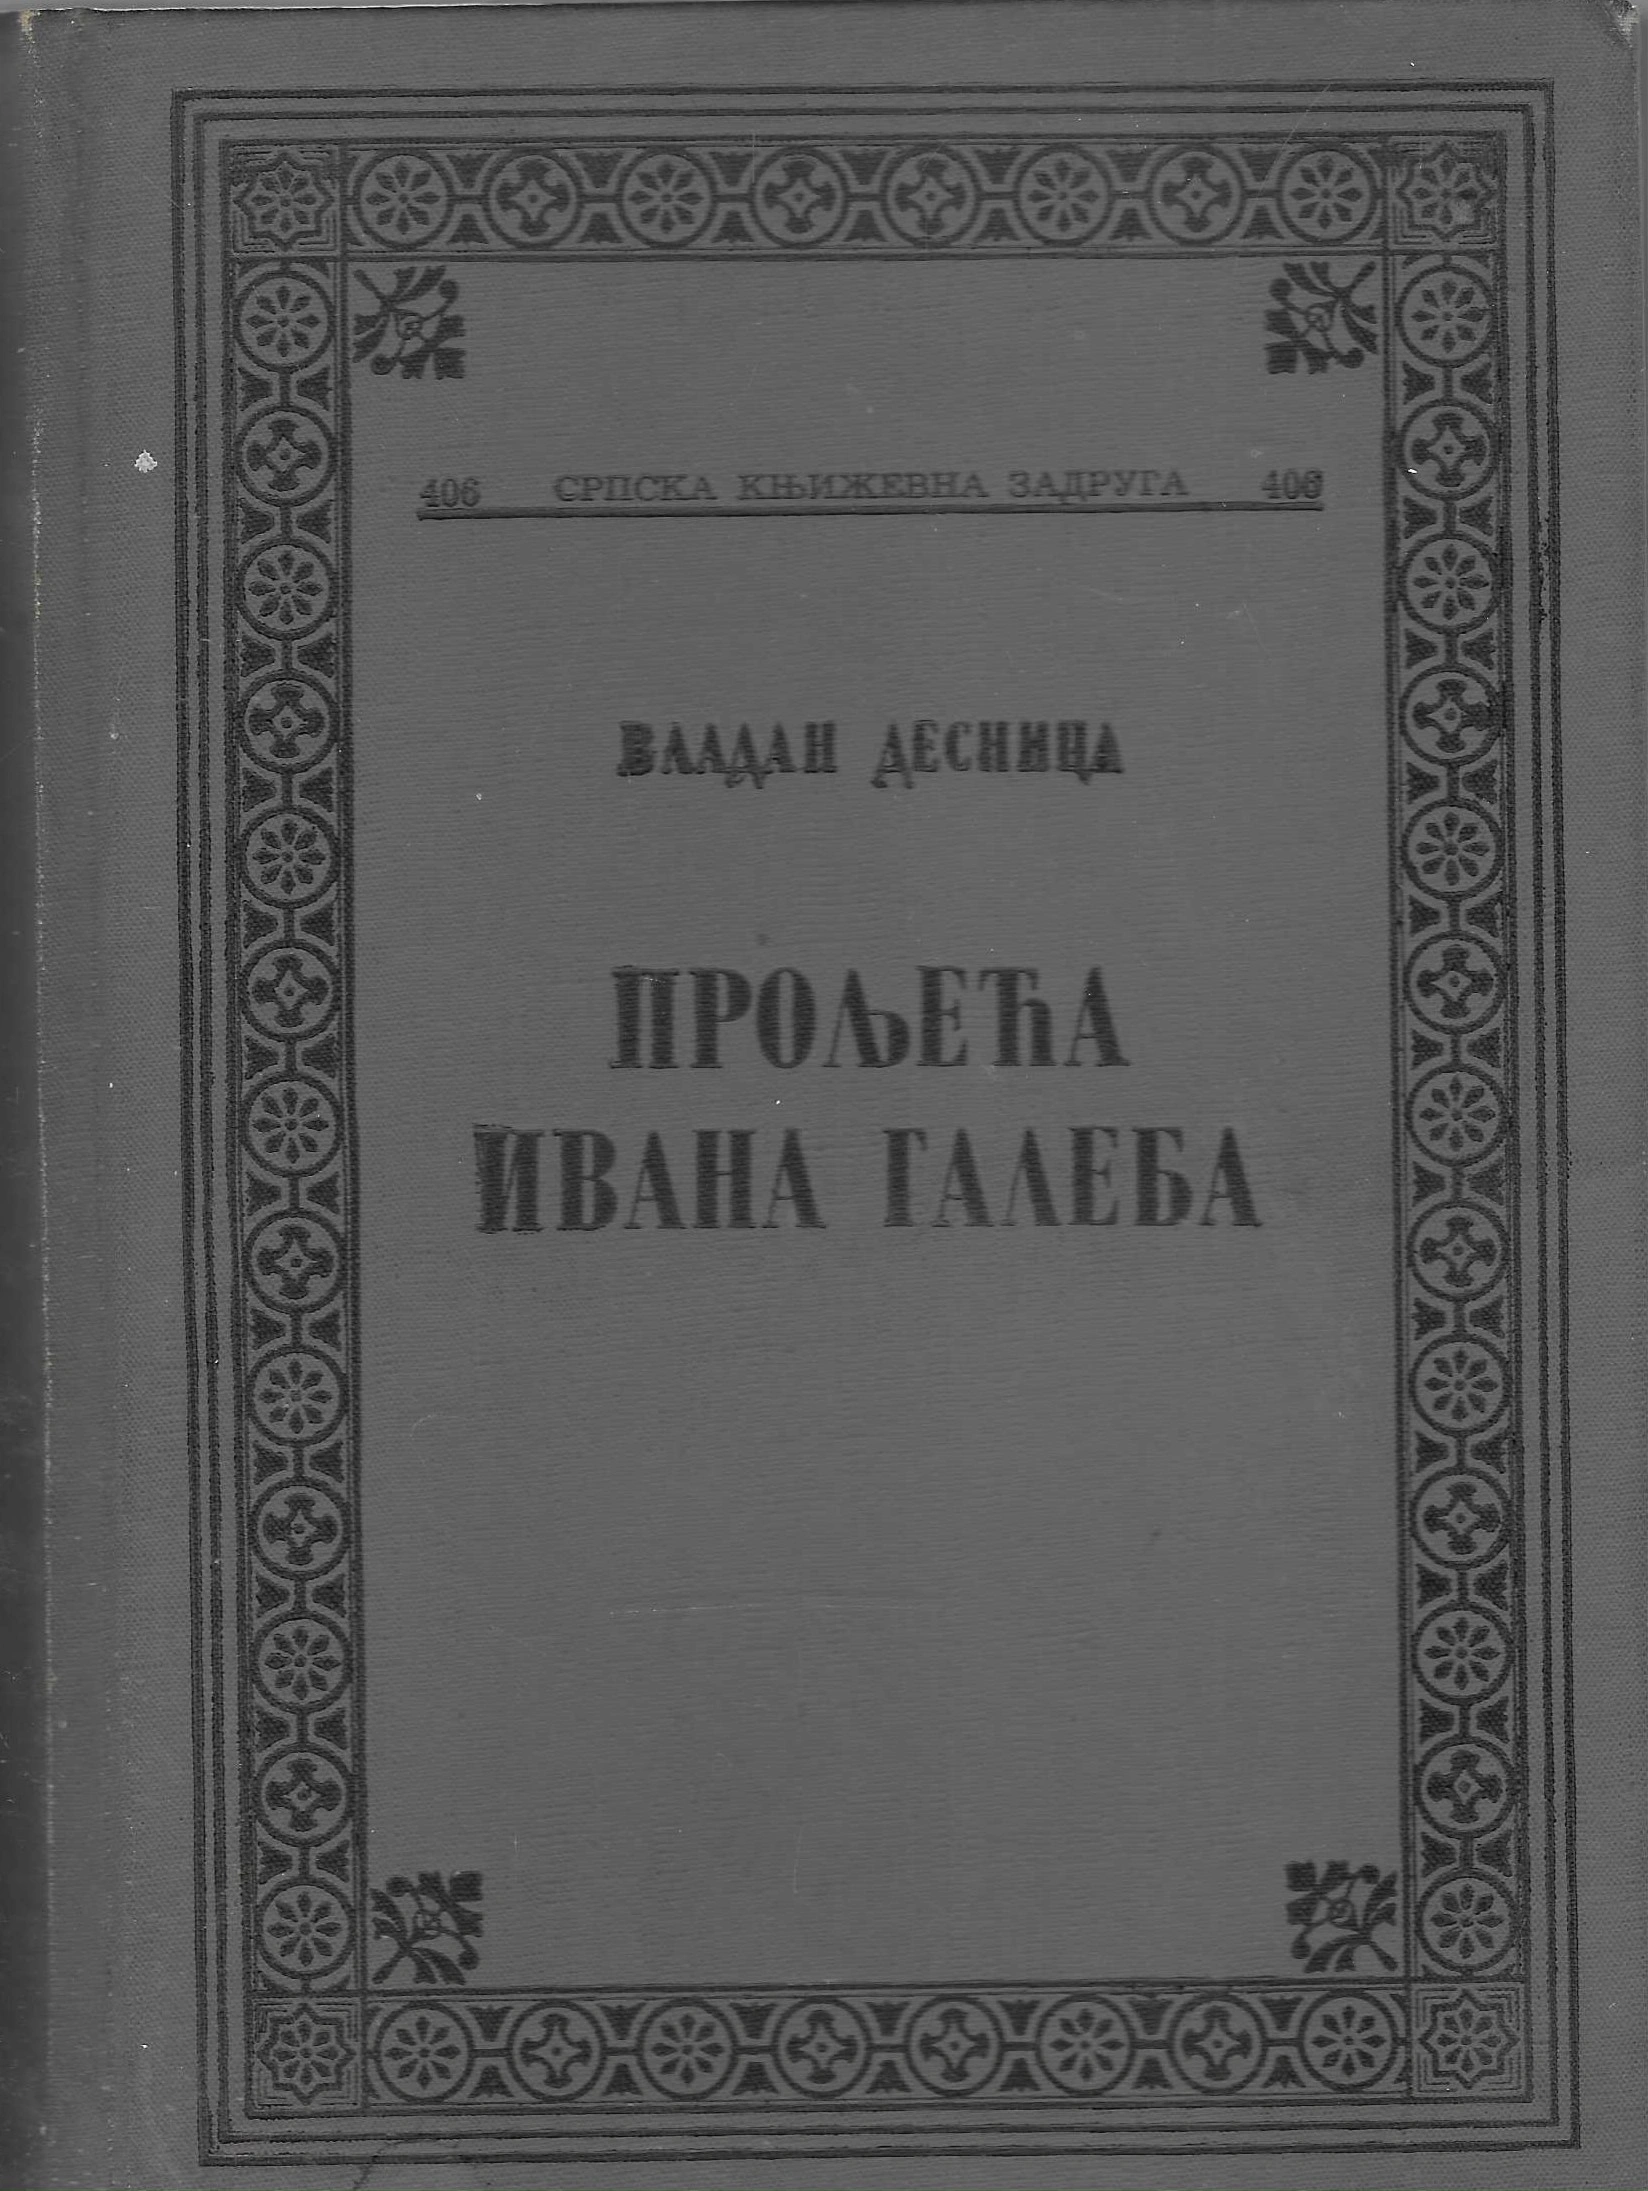 406 СРПСКА КЊИЖЕВНА ЗАДРУГА 406
ВЛАДАН ДЕСНИЦА
ПРОЉЕЋА
ИВАНА ГАЛЕБА